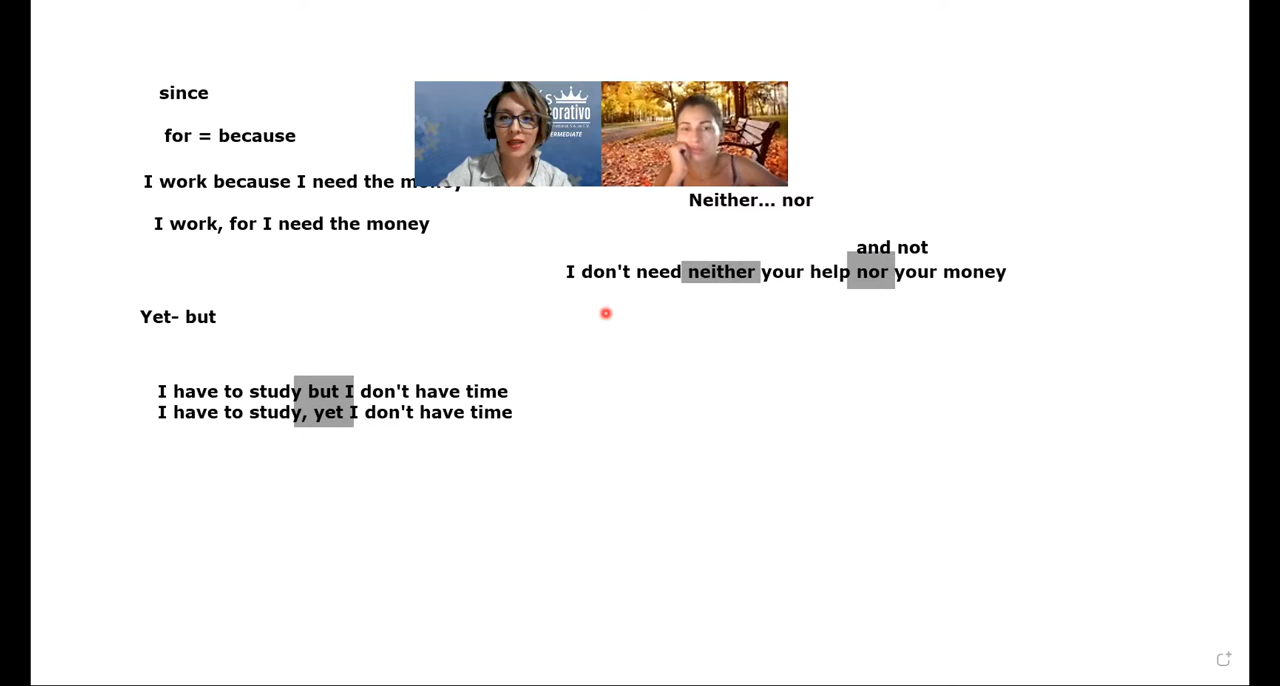 since
for = because
I work because I need the money
I work, for I need the money
Yet- but
I have to study but I don't have time
I have to study, yet I don't have time
Neither... nor
and not
I don't need neither your help nor your money